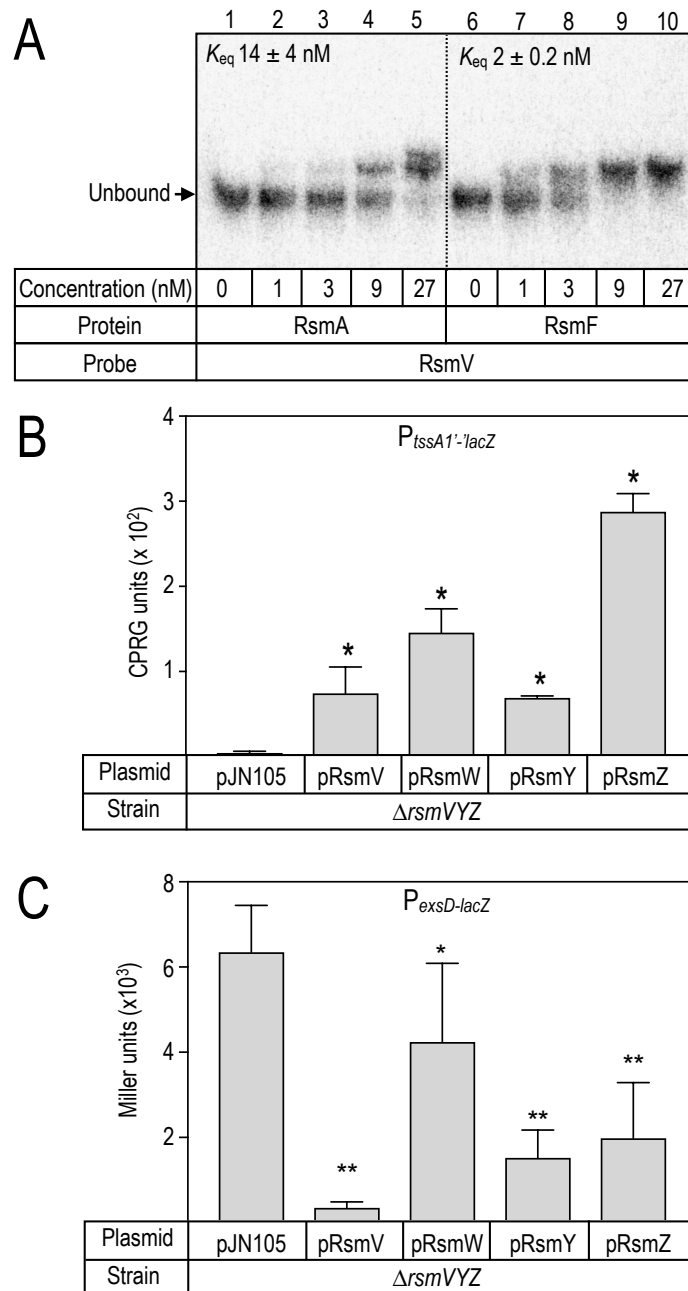 A
1 2 3 4 5 6 7 8 9 10
Keq 14 ± 4 nM
Keq 2 ± 0.2 nM
Unbound
Concentration (nM) 0 1 3 9 27 0 1 3 9 27
Protein RsmA RsmF
Probe RsmV
B
PtssA1'-'lacZ
CPRG units (x 10²)
4
3
2
1
* * * *
Plasmid pJN105 pRsmV pRsmW pRsmY pRsmZ
Strain ΔrsmVYZ
C
PexsD-lacZ
Miller units (x10³)
8
6
4
2
** * ** **
Plasmid pJN105 pRsmV pRsmW pRsmY pRsmZ
Strain ΔrsmVYZ